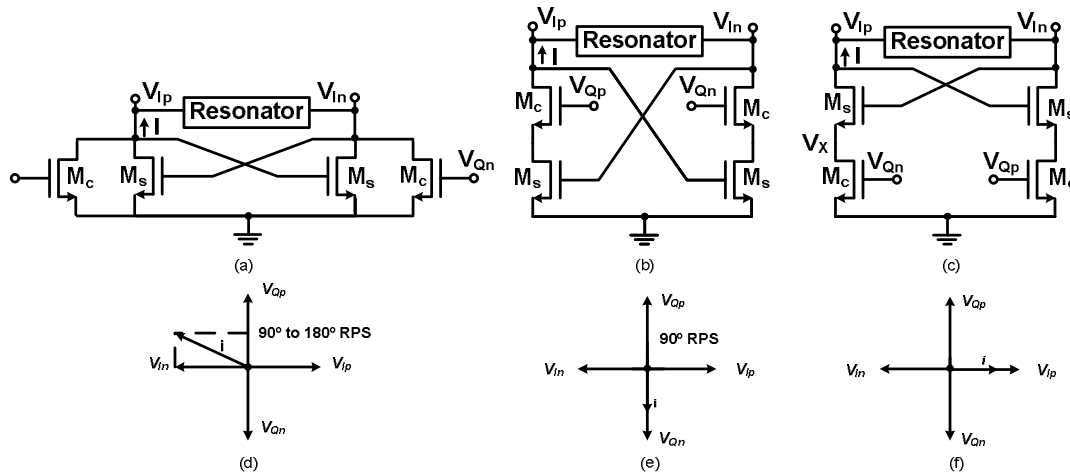 V_Ip V_In
Resonator
I
M_c M_s M_s M_c V_Qn
(a)
V_Ip V_In
Resonator
I
V_Qp V_Qn
M_c M_c
M_s M_s
(b)
V_Ip V_In
Resonator
I
M_s M_s
V_X
V_Qn V_Qp
M_c
(c)
V_Qp
90º to 180º RPS
i
V_In V_Ip
V_Qn
(d)
V_Qp
90º RPS
V_In V_Ip
i
V_Qn
(e)
V_Qp
V_In i V_Ip
V_Qn
(f)